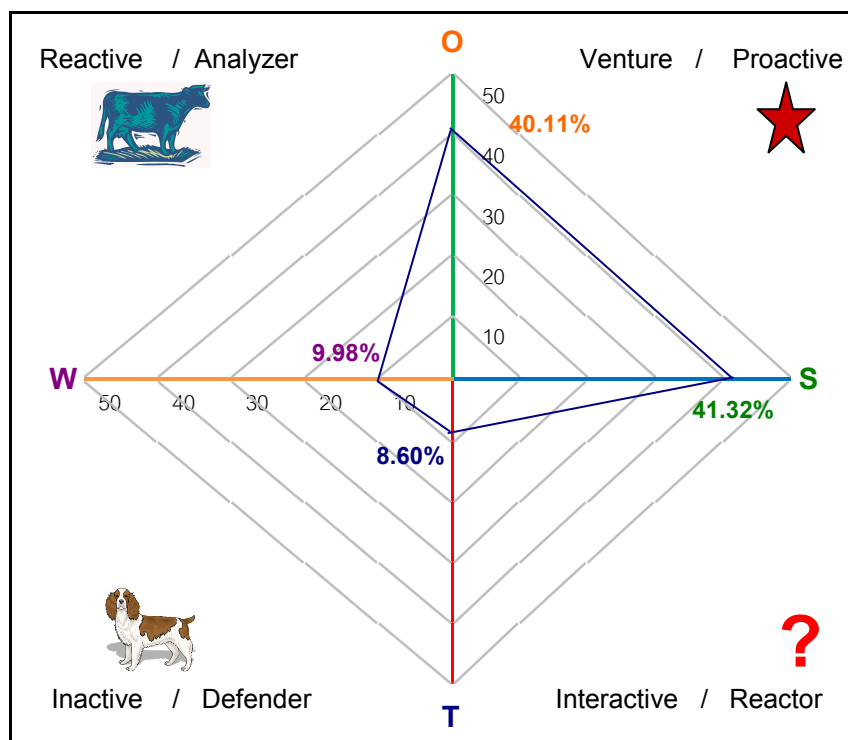 O
Reactive / Analyzer
Venture / Proactive
50
40.11%
40
30
20
10
9.98%
W
S
50 40 30 20 10
41.32%
8.60%
?
Inactive / Defender
Interactive / Reactor
T